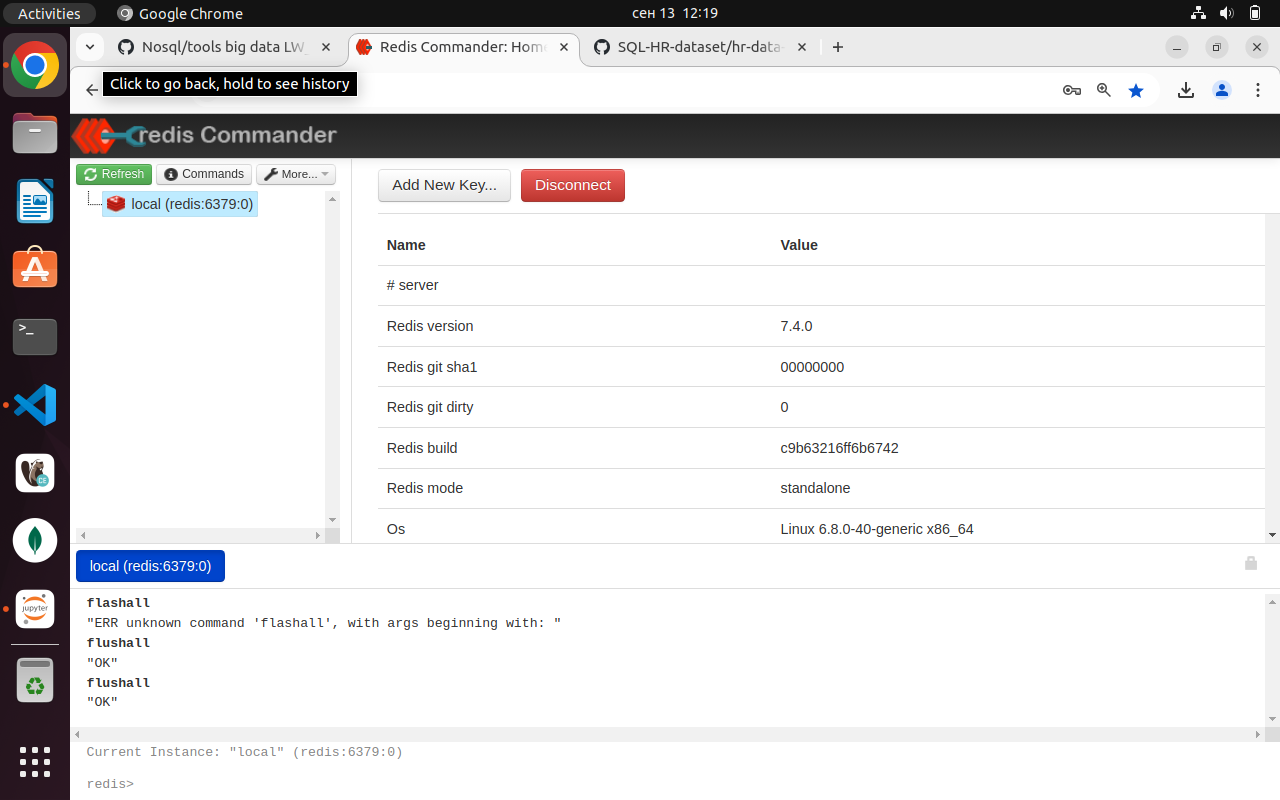 Activities
Google Chrome
сен 13 12:19
Nosql/tools big data LW_
Redis Commander: Home
SQL-HR-dataset/hr-data
Click to go back, hold to see history
redis Commander
Refresh
Commands
More...
local (redis:6379:0)
Add New Key...
Disconnect
Name Value
# server
Redis version 7.4.0
Redis git sha1 00000000
Redis git dirty 0
Redis build c9b63216ff6b6742
Redis mode standalone
Os Linux 6.8.0-40-generic x86_64
local (redis:6379:0)
flashall
"ERR unknown command 'flashall', with args beginning with: "
flushall
"OK"
flushall
"OK"
Current Instance: "local" (redis:6379:0)
redis>
>_
CE
jupyter